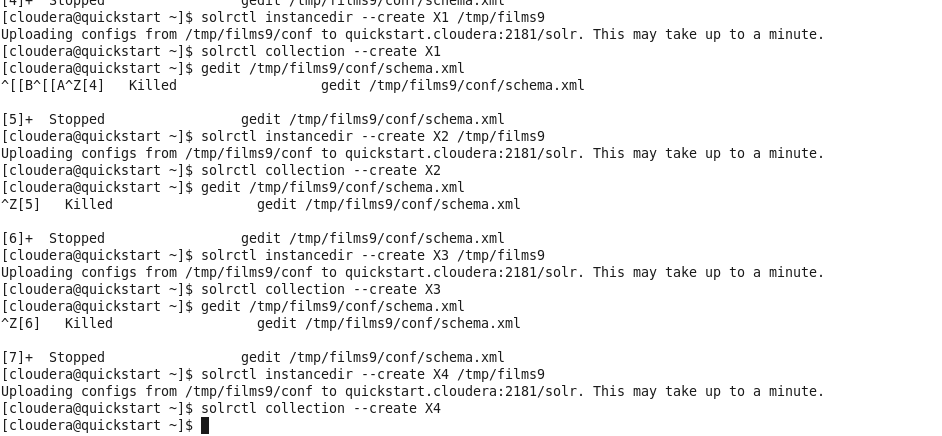 [4]+  Stopped                 gedit /tmp/films9/conf/schema.xml
[cloudera@quickstart ~]$ solrctl instancedir --create X1 /tmp/films9
Uploading configs from /tmp/films9/conf to quickstart.cloudera:2181/solr. This may take up to a minute.
[cloudera@quickstart ~]$ solrctl collection --create X1
[cloudera@quickstart ~]$ gedit /tmp/films9/conf/schema.xml
^[[B^[[A^Z[4]   Killed                  gedit /tmp/films9/conf/schema.xml

[5]+  Stopped                 gedit /tmp/films9/conf/schema.xml
[cloudera@quickstart ~]$ solrctl instancedir --create X2 /tmp/films9
Uploading configs from /tmp/films9/conf to quickstart.cloudera:2181/solr. This may take up to a minute.
[cloudera@quickstart ~]$ solrctl collection --create X2
[cloudera@quickstart ~]$ gedit /tmp/films9/conf/schema.xml
^Z[5]   Killed                  gedit /tmp/films9/conf/schema.xml

[6]+  Stopped                 gedit /tmp/films9/conf/schema.xml
[cloudera@quickstart ~]$ solrctl instancedir --create X3 /tmp/films9
Uploading configs from /tmp/films9/conf to quickstart.cloudera:2181/solr. This may take up to a minute.
[cloudera@quickstart ~]$ solrctl collection --create X3
[cloudera@quickstart ~]$ gedit /tmp/films9/conf/schema.xml
^Z[6]   Killed                  gedit /tmp/films9/conf/schema.xml

[7]+  Stopped                 gedit /tmp/films9/conf/schema.xml
[cloudera@quickstart ~]$ solrctl instancedir --create X4 /tmp/films9
Uploading configs from /tmp/films9/conf to quickstart.cloudera:2181/solr. This may take up to a minute.
[cloudera@quickstart ~]$ solrctl collection --create X4
[cloudera@quickstart ~]$